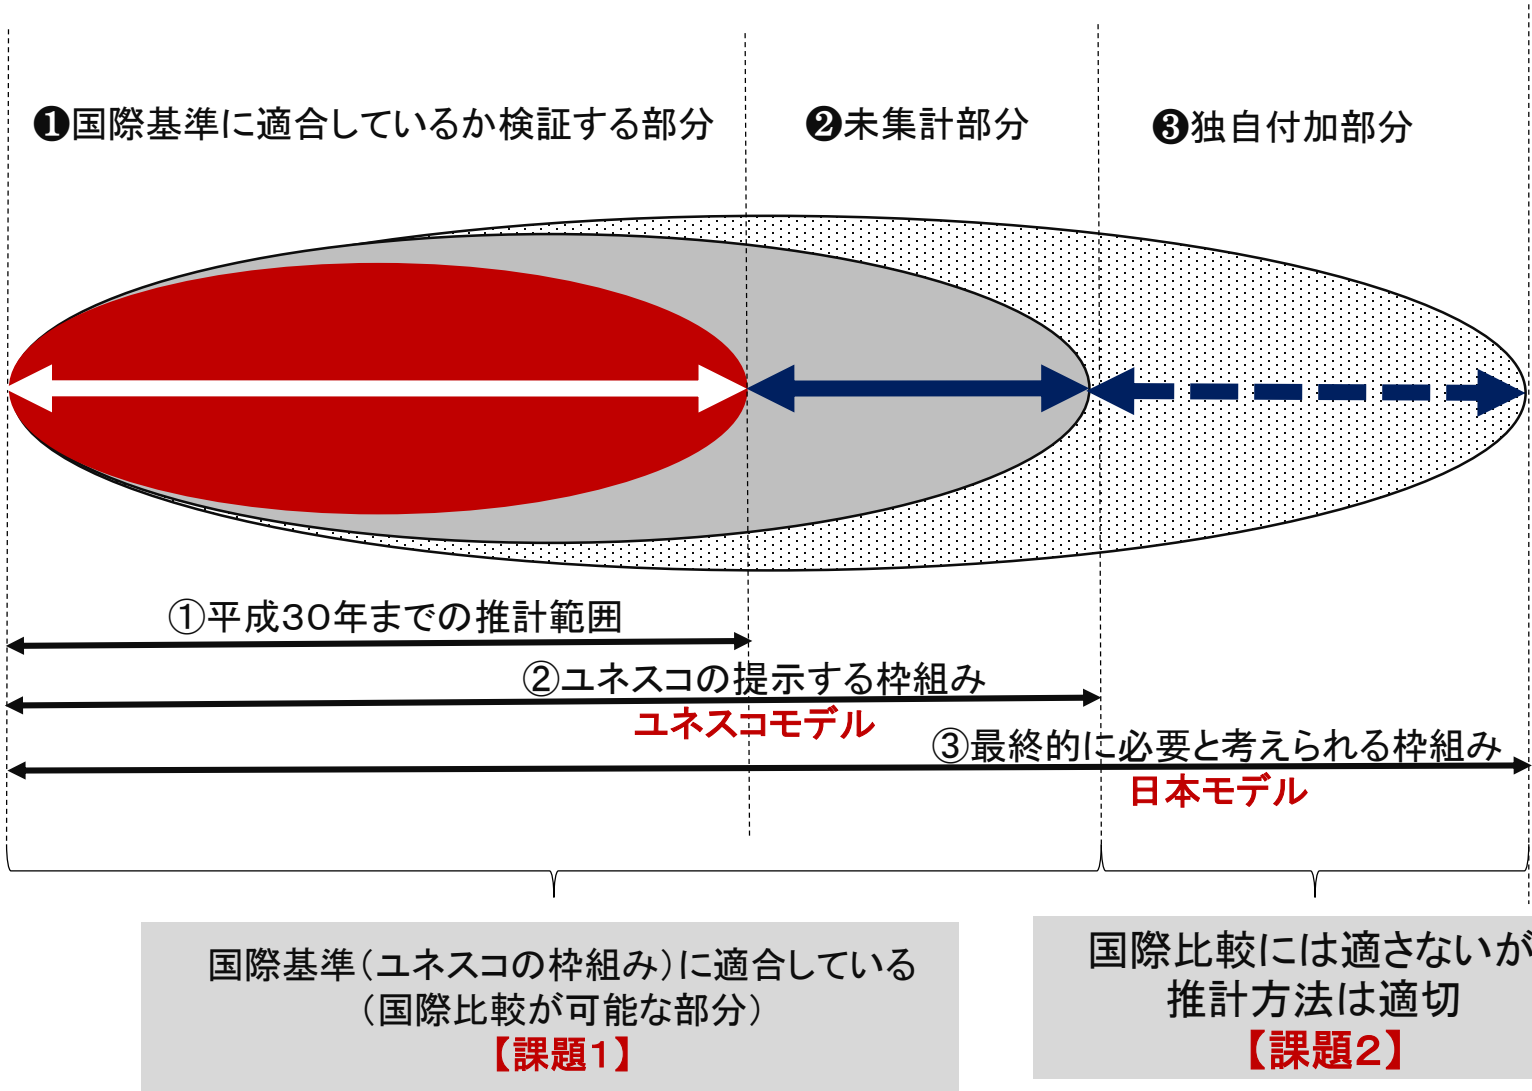 ❶国際基準に適合しているか検証する部分
❷未集計部分
❸独自付加部分
①平成30年までの推計範囲
②ユネスコの提示する枠組み
ユネスコモデル
③最終的に必要と考えられる枠組み
日本モデル
国際基準（ユネスコの枠組み）に適合している
（国際比較が可能な部分）
【課題1】
国際比較には適さないが
推計方法は適切
【課題2】